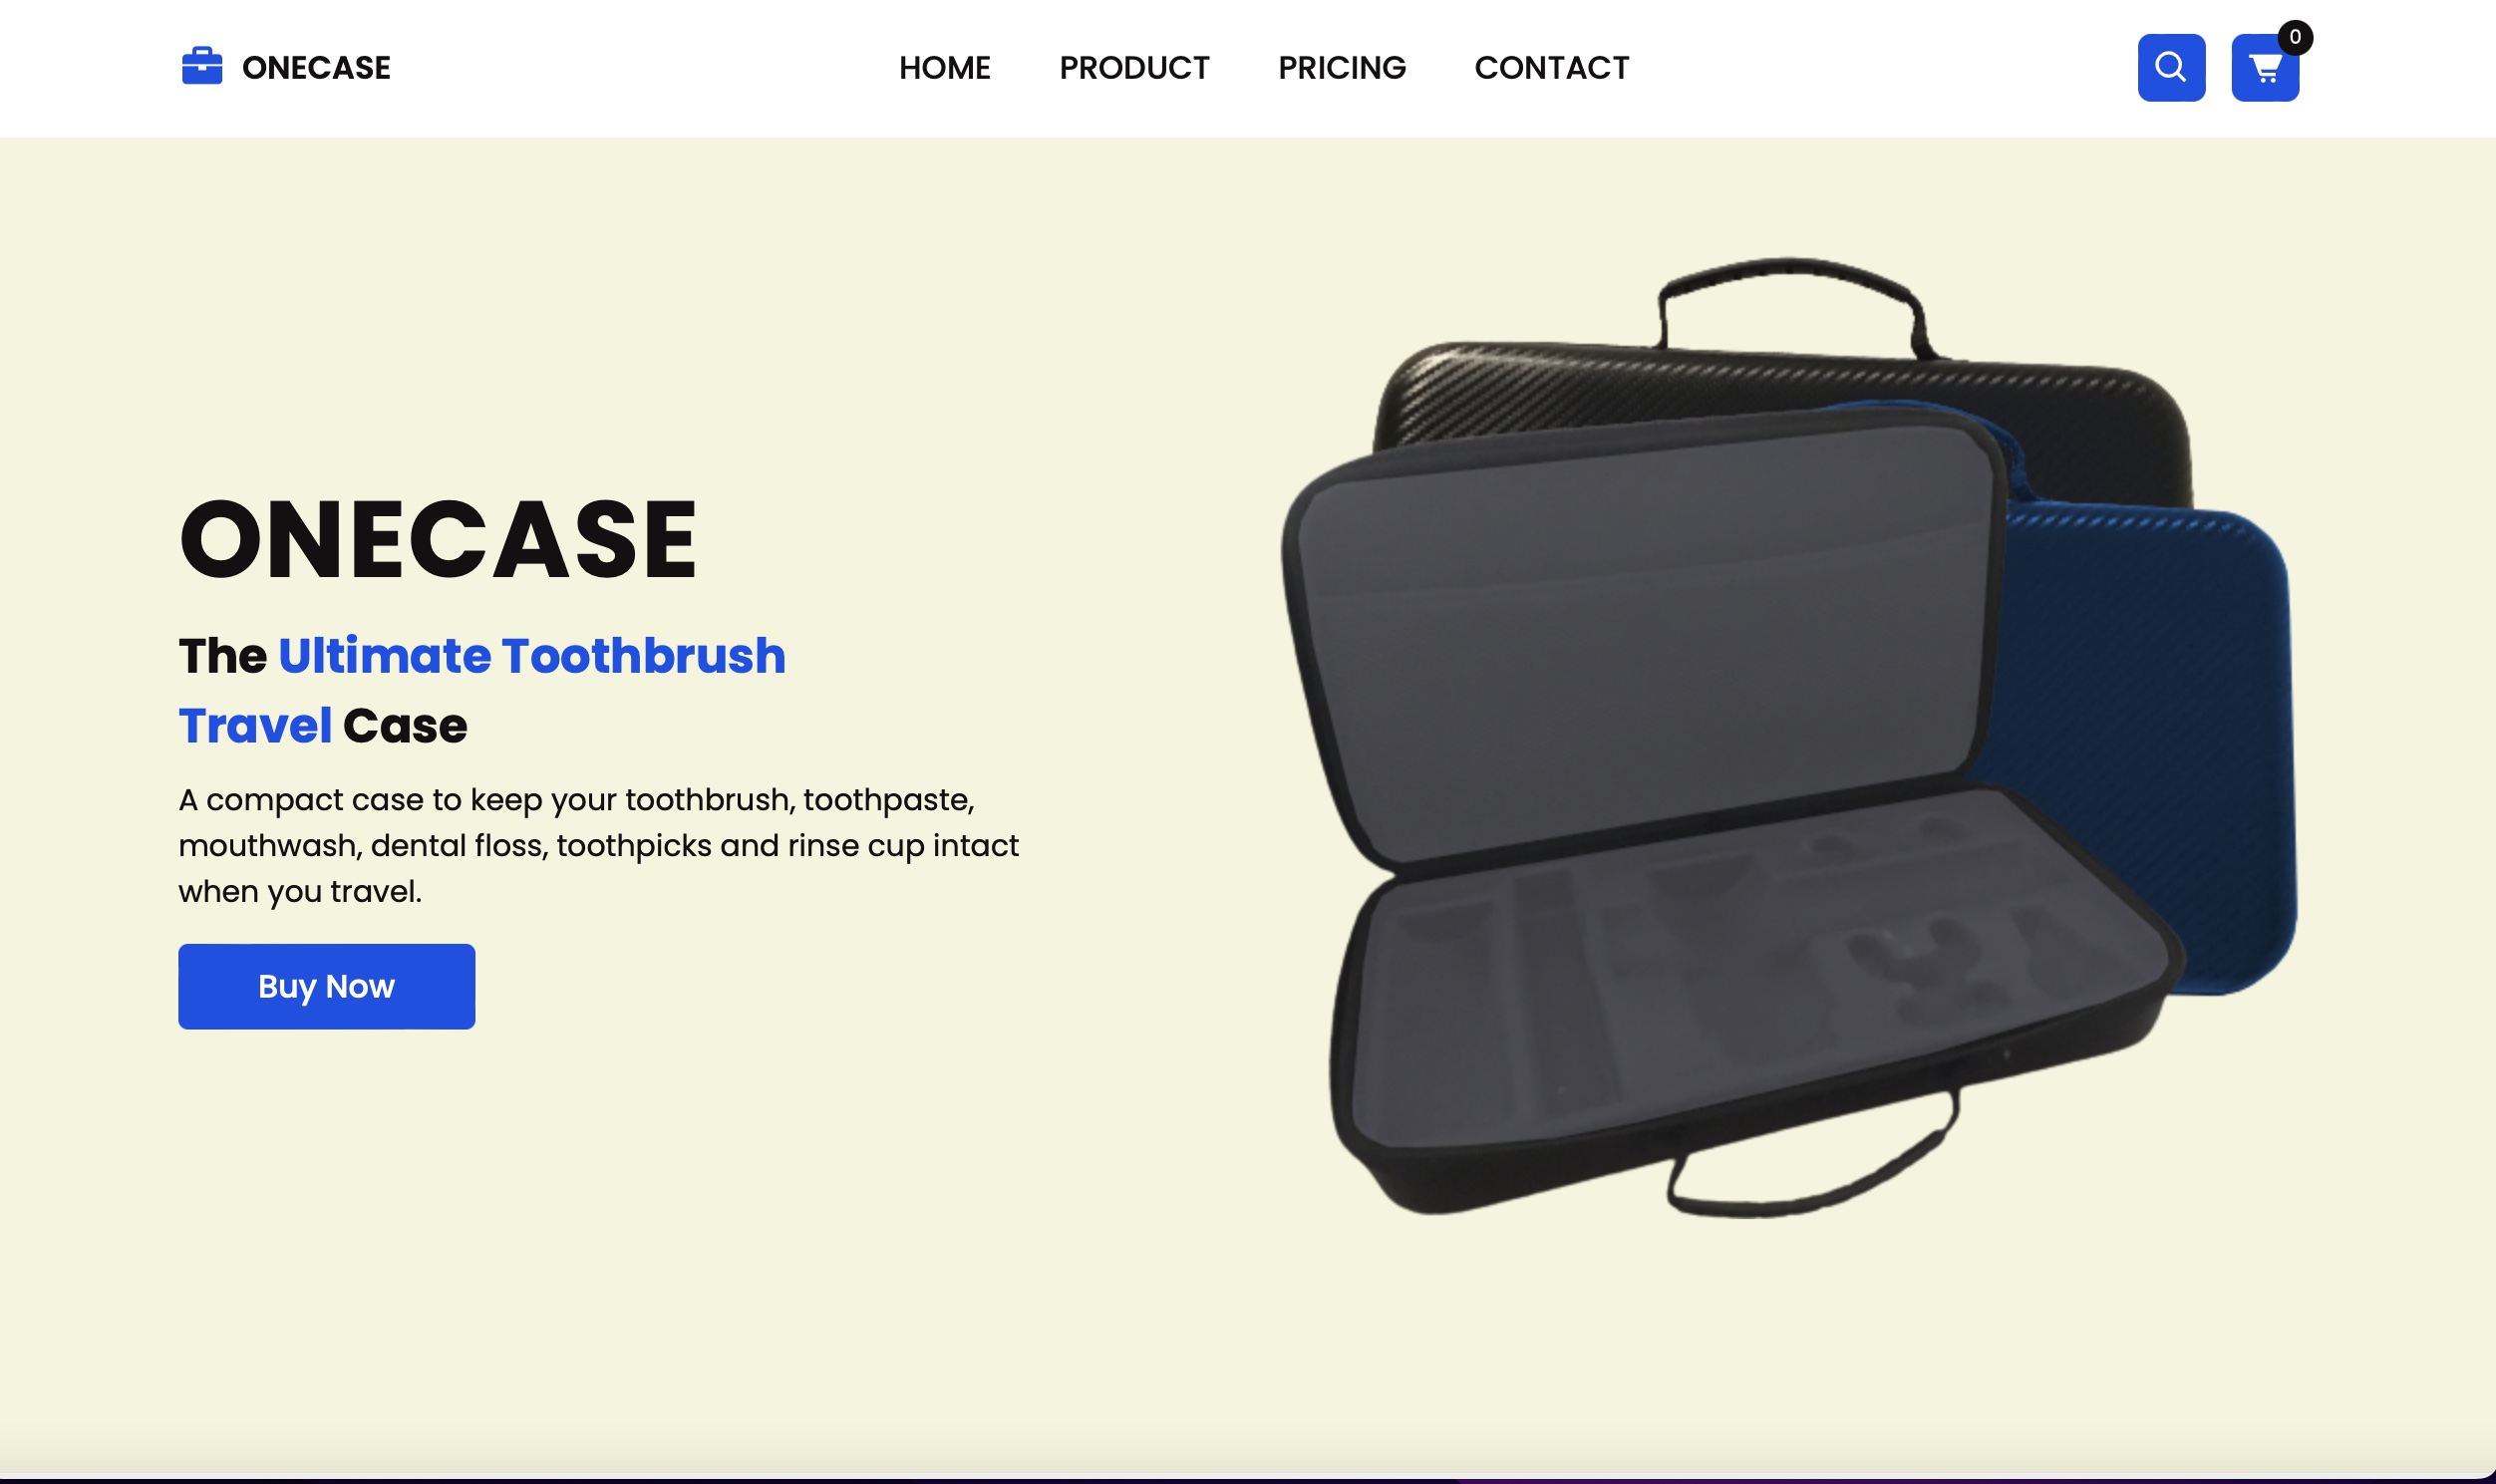 ONECASE
HOME
PRODUCT
PRICING
CONTACT
0
ONECASE
The Ultimate Toothbrush
Travel Case
A compact case to keep your toothbrush, toothpaste,
mouthwash, dental floss, toothpicks and rinse cup intact
when you travel.
Buy Now